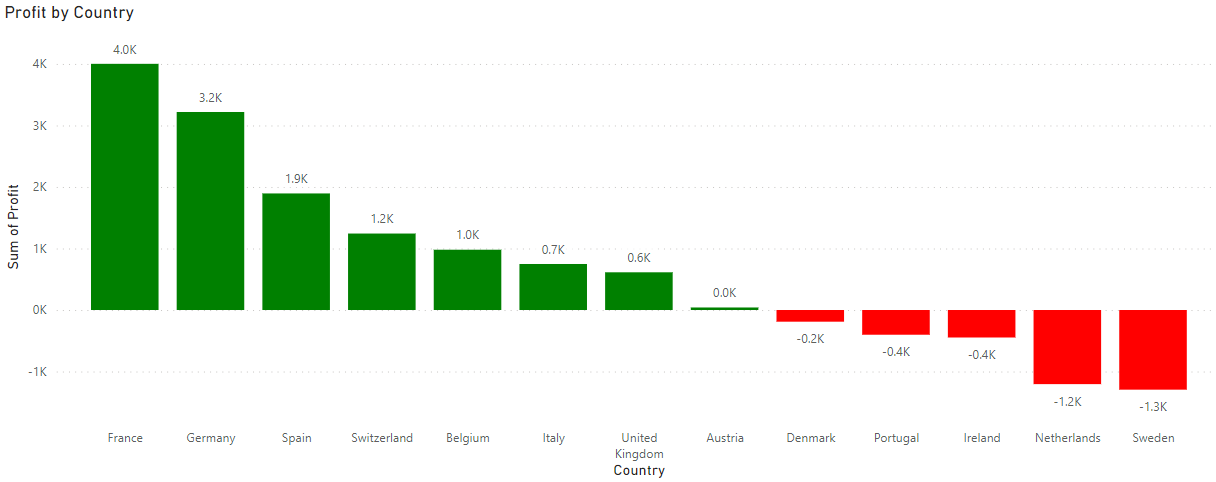 Profit by Country
4.0K
4K
3.2K
3K
1.9K
2K
1.2K
1.0K
0.7K
0.6K
1K
0.0K
0K
-0.2K
-0.4K
-0.4K
-1K
-1.2K
-1.3K
Sum of Profit
France Germany Spain Switzerland Belgium Italy United Kingdom Austria Denmark Portugal Ireland Netherlands Sweden
Country